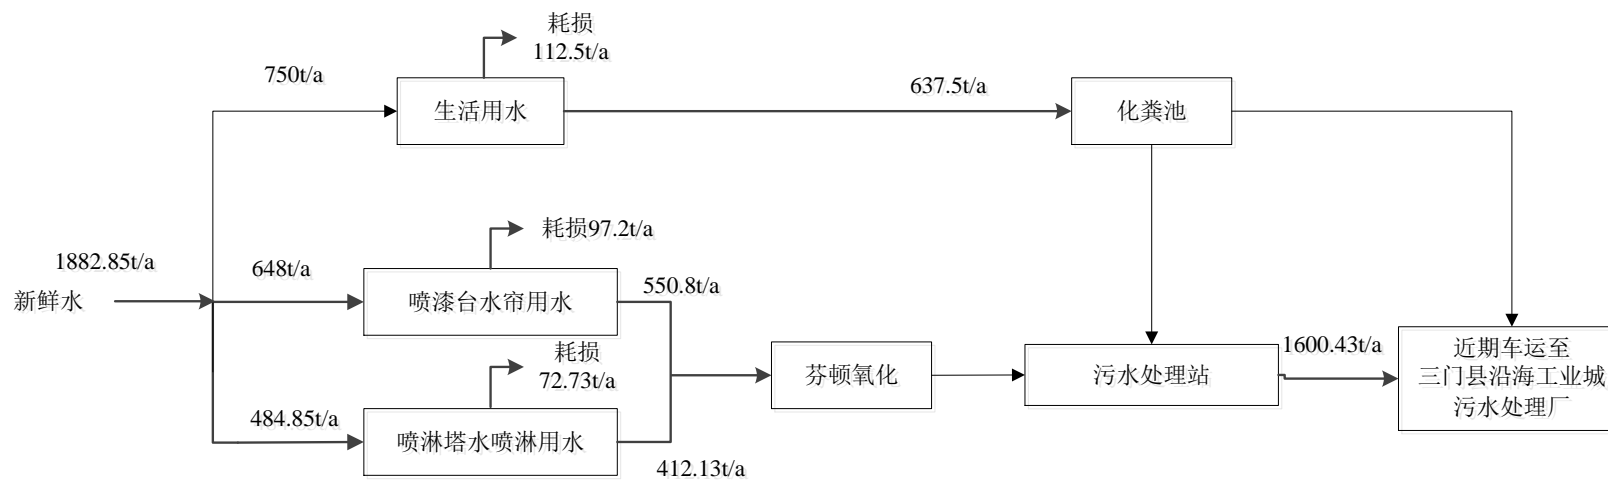 耗损
112.5t/a
750t/a
生活用水
637.5t/a
化粪池
耗损97.2t/a
1882.85t/a
648t/a
新鲜水
喷漆台水帘用水
550.8t/a
耗损
72.73t/a
芬顿氧化
污水处理站
1600.43t/a
近期车运至
三门县沿海工业城
污水处理厂
484.85t/a
喷淋塔水喷淋用水
412.13t/a